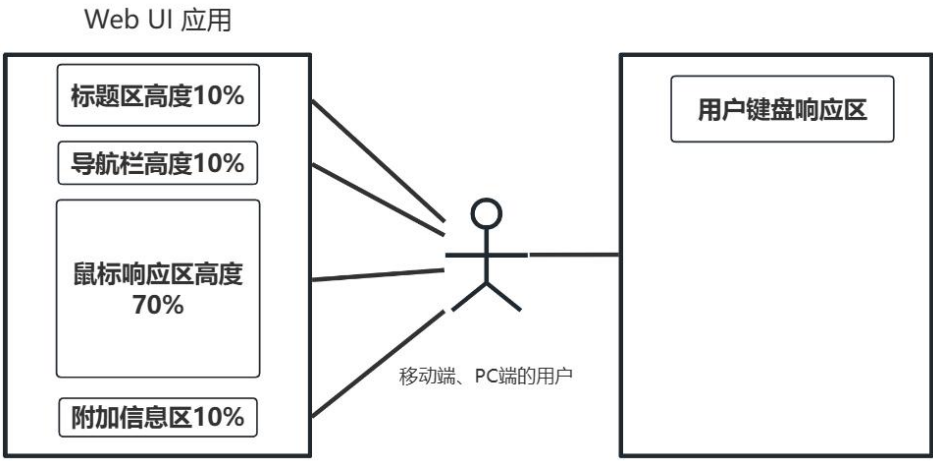 Web UI 应用
标题区高度10%
导航栏高度10%
鼠标响应区高度
70%
附加信息区10%
移动端、PC端的用户
用户键盘响应区